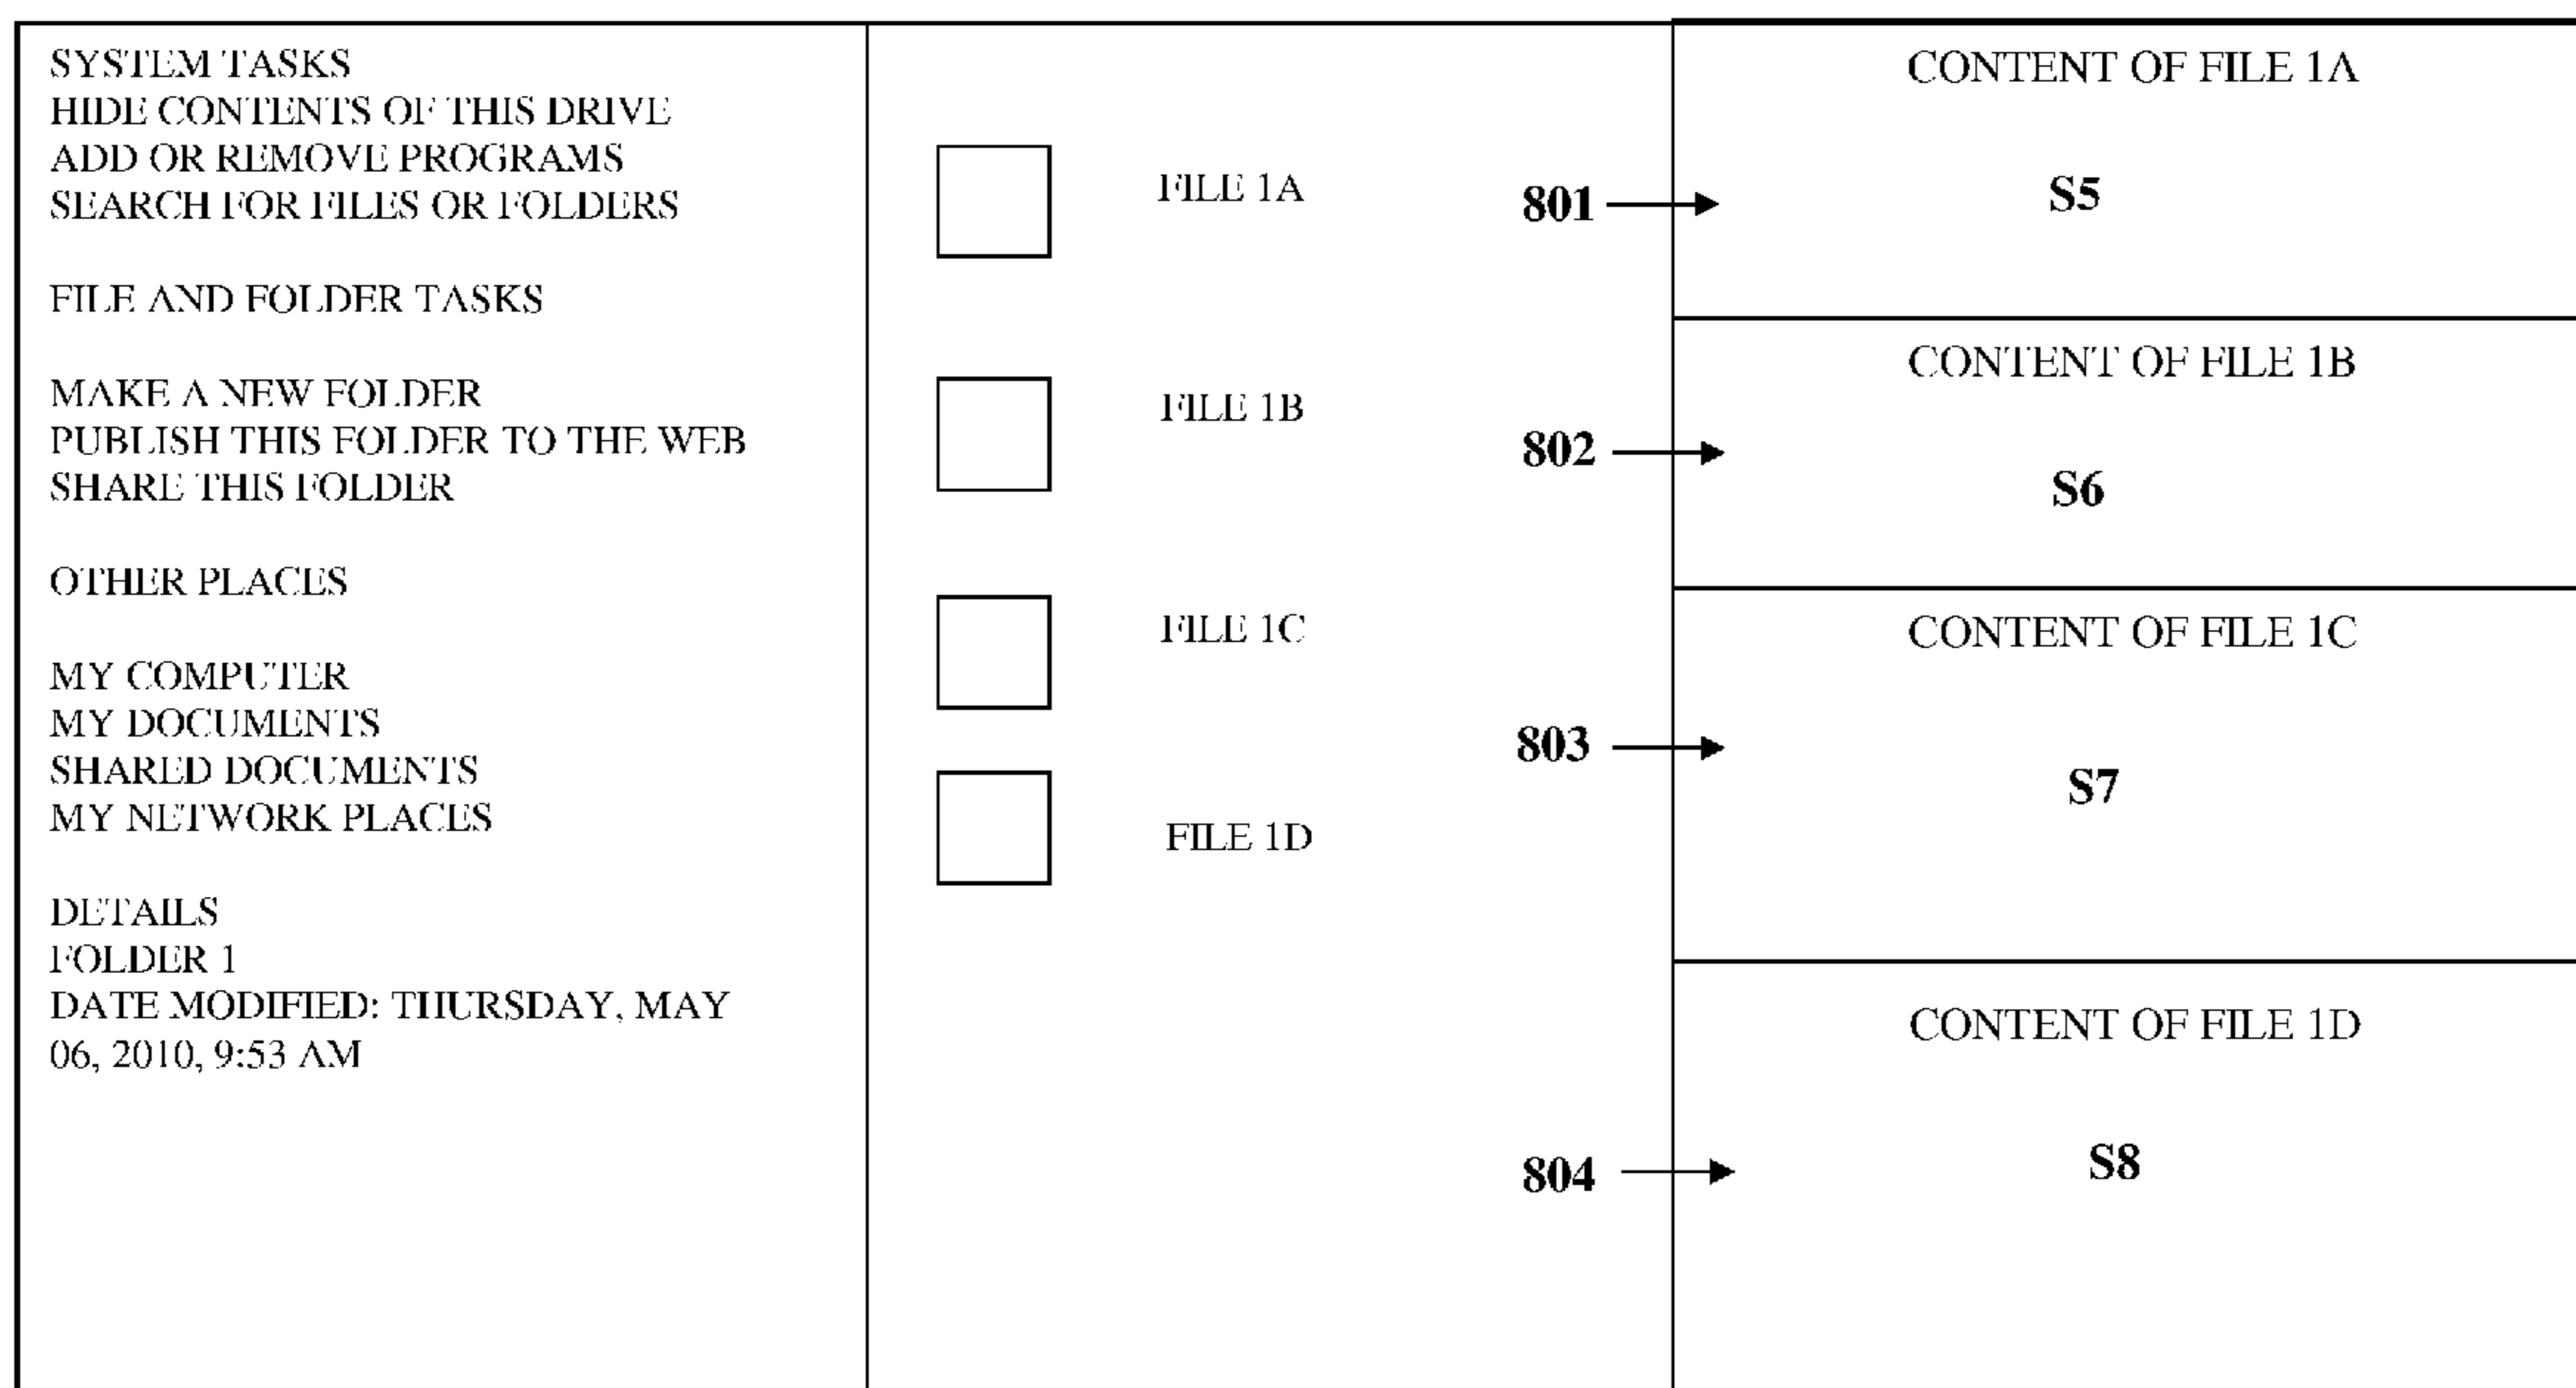 SYSTEM TASKS
HIDE CONTENTS OF THIS DRIVE
ADD OR REMOVE PROGRAMS
SEARCH FOR FILES OR FOLDERS
FILE AND FOLDER TASKS
MAKE A NEW FOLDER
PUBLISH THIS FOLDER TO THE WEB
SHARE THIS FOLDER
OTHER PLACES
MY COMPUTER
MY DOCUMENTS
SHARED DOCUMENTS
MY NETWORK PLACES
DETAILS
FOLDER 1
DATE MODIFIED: THURSDAY, MAY
06, 2010, 9:53 AM
FILE 1A
FILE 1B
FILE 1C
FILE 1D
801
802
803
804
CONTENT OF FILE 1A
S5
CONTENT OF FILE 1B
S6
CONTENT OF FILE 1C
S7
CONTENT OF FILE 1D
S8